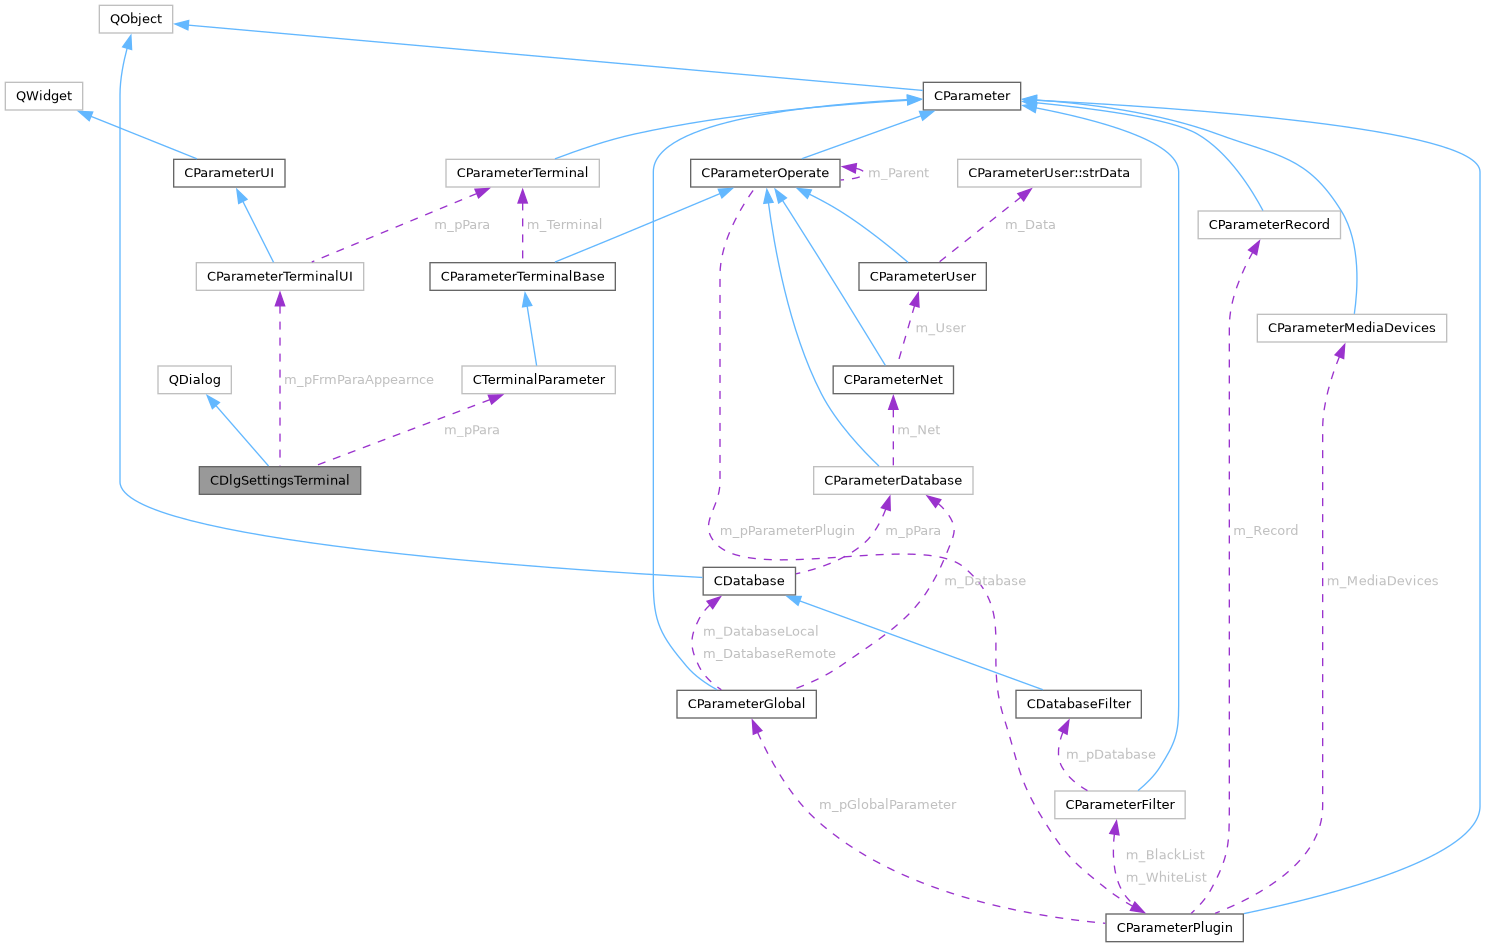 QObject
QWidget
CParameter
CParameterUI
CParameterTerminal
CParameterOperate
m_Parent
CParameterUser::strData
m_pPara
m_Terminal
m_Data
CParameterRecord
CParameterTerminalUI
CParameterTerminalBase
CParameterUser
m_User
CParameterMediaDevices
QDialog
m_pFrmParaAppearnce
CTerminalParameter
CParameterNet
m_pPara
m_Net
CDlgSettingsTerminal
CParameterDatabase
m_pParameterPlugin
m_pPara
m_Record
CDatabase
m_Database
m_MediaDevices
m_DatabaseLocal
m_DatabaseRemote
CParameterGlobal
CDatabaseFilter
m_pDatabase
m_pGlobalParameter
CParameterFilter
m_BlackList
m_WhiteList
CParameterPlugin